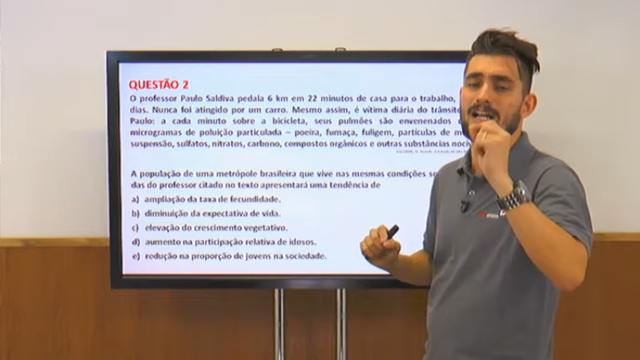 QUESTÃO 2
O professor Paulo Saldiva pedala 6 km em 22 minutos de casa para o trabalho,
dias. Nunca foi atingido por um carro. Mesmo assim, é vítima diária do trânsito
Paulo: a cada minuto sobre a bicicleta, seus pulmões são envenenados
microgramas de poluição particulada – poeira, fumaça, fuligem, partículas de
suspensão, sulfatos, nitratos, carbono, compostos orgânicos e outras substâncias
A população de uma metrópole brasileira que vive nas mesmas condições
das do professor citado no texto apresentará uma tendência de
a) ampliação da taxa de fecundidade.
b) diminuição da expectativa de vida.
c) elevação do crescimento vegetativo.
d) aumento na participação relativa de idosos.
e) redução na proporção de jovens na sociedade.